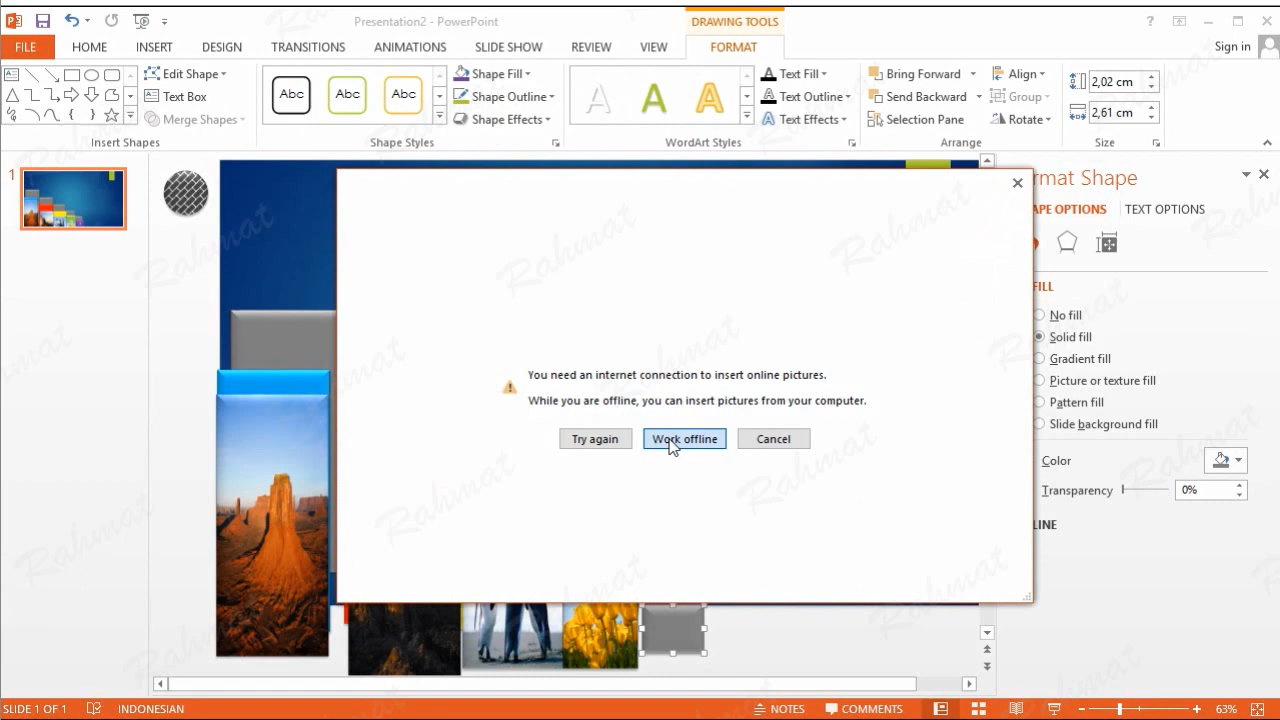 Presentation2 - PowerPoint
DRAWING TOOLS
?
FILE HOME INSERT DESIGN TRANSITIONS ANIMATIONS SLIDE SHOW REVIEW VIEW FORMAT Sign in
Edit Shape Abc Abc Abc Shape Fill A A A A Text Fill Bring Forward Align 2,02 cm
Text Box Shape Outline A Text Outline Send Backward Group 2,61 cm
Merge Shapes Shape Effects A Text Effects Selection Pane Rotate
Insert Shapes Shape Styles WordArt Styles Arrange Size
1
rmat Shape
APE OPTIONS TEXT OPTIONS
FILL
No fill
Solid fill
Gradient fill
Picture or texture fill
Pattern fill
Slide background fill
Color
Transparency 0%
INE
You need an internet connection to insert online pictures.
While you are offline, you can insert pictures from your computer.
Try again Work offline Cancel
SLIDE 1 OF 1 INDONESIAN NOTES COMMENTS 63%
Rahmat